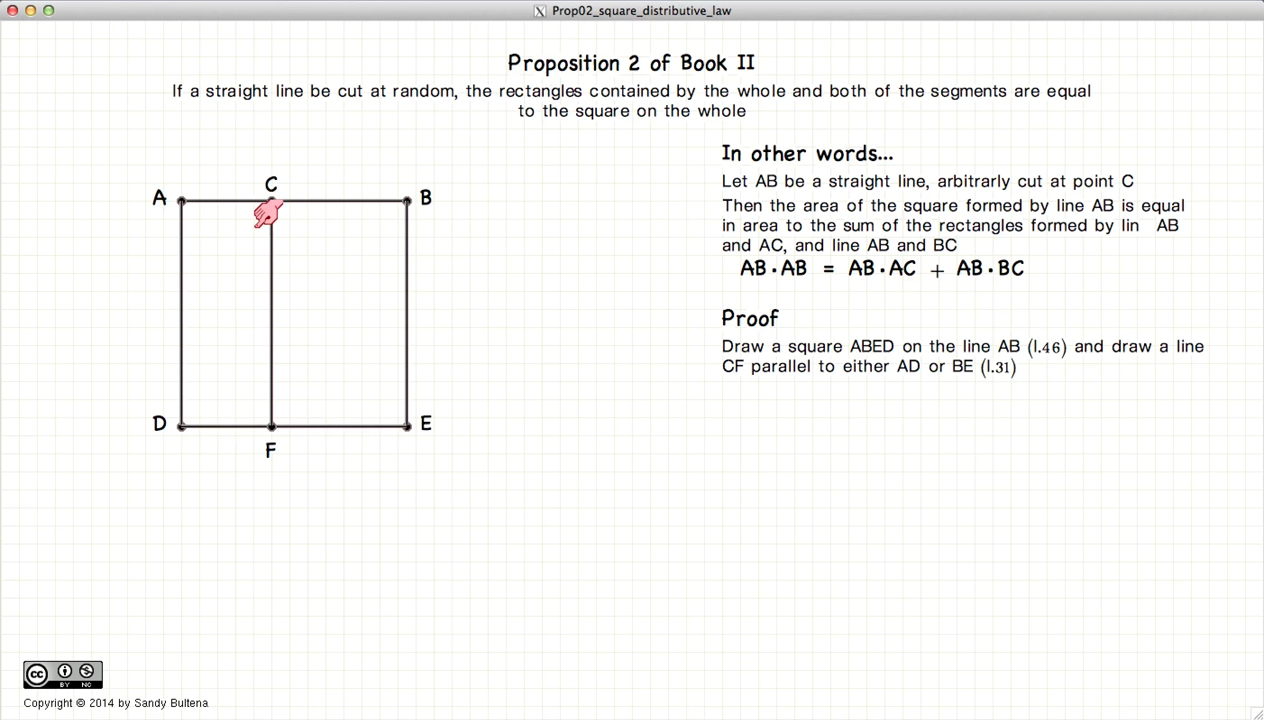 Prop02_square_distributive_law
Proposition 2 of Book II
If a straight line be cut at random, the rectangles contained by the whole and both of the segments are equal
to the square on the whole
In other words...
Let AB be a straight line, arbitrarly cut at point C
Then the area of the square formed by line AB is equal
in area to the sum of the rectangles formed by lin AB
and AC, and line AB and BC
AB·AB = AB·AC + AB·BC
Proof
Draw a square ABED on the line AB (I.46) and draw a line
CF parallel to either AD or BE (I.31)
A
C
B
D
E
F
cc
BY NC
Copyright © 2014 by Sandy Bultena